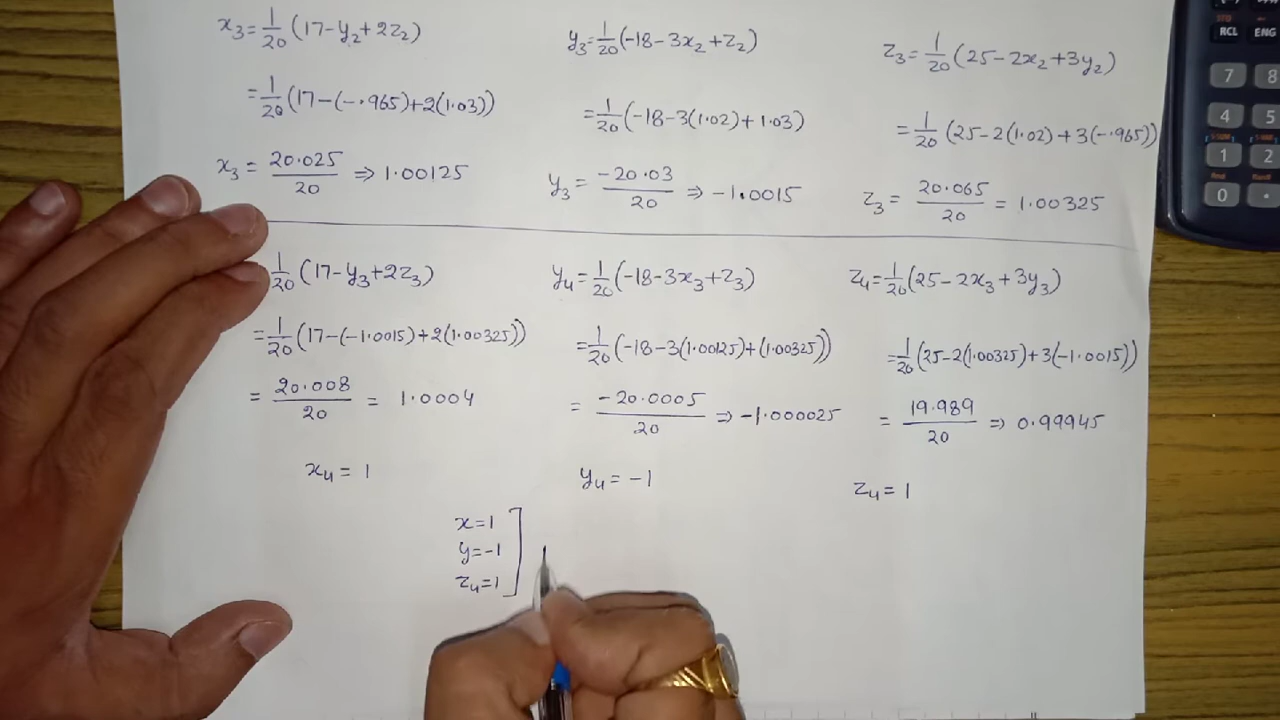 x₃ = 1/20 (17 - y₂ + 2z₂)
= 1/20 (17 - (-.965) + 2(1.03))
x₃ = 20.025/20 ⇒ 1.00125
y₃ = 1/20 (-18 - 3x₂ + z₂)
= 1/20 (-18 - 3(1.02) + 1.03)
y₃ = -20.03/20 ⇒ -1.0015
z₃ = 1/20 (25 - 2x₂ + 3y₂)
= 1/20 (25 - 2(1.02) + 3(-.965))
z₃ = 20.065/20 = 1.00325
1/20 (17 - y₃ + 2z₃)
= 1/20 (17 - (-1.0015) + 2(1.00325))
= 20.008/20 = 1.0004
x₄ = 1
y₄ = 1/20 (-18 - 3x₃ + z₃)
= 1/20 (-18 - 3(1.00125) + (1.00325))
= -20.0005/20 ⇒ -1.000025
y₄ = -1
z₄ = 1/20 (25 - 2x₃ + 3y₃)
= 1/20 (25 - 2(1.00325) + 3(-1.0015))
= 19.989/20 ⇒ 0.99945
z₄ = 1
x = 1
y = -1
z₄ = 1
RCL ENG
7 8
4 5
1 2
0 .